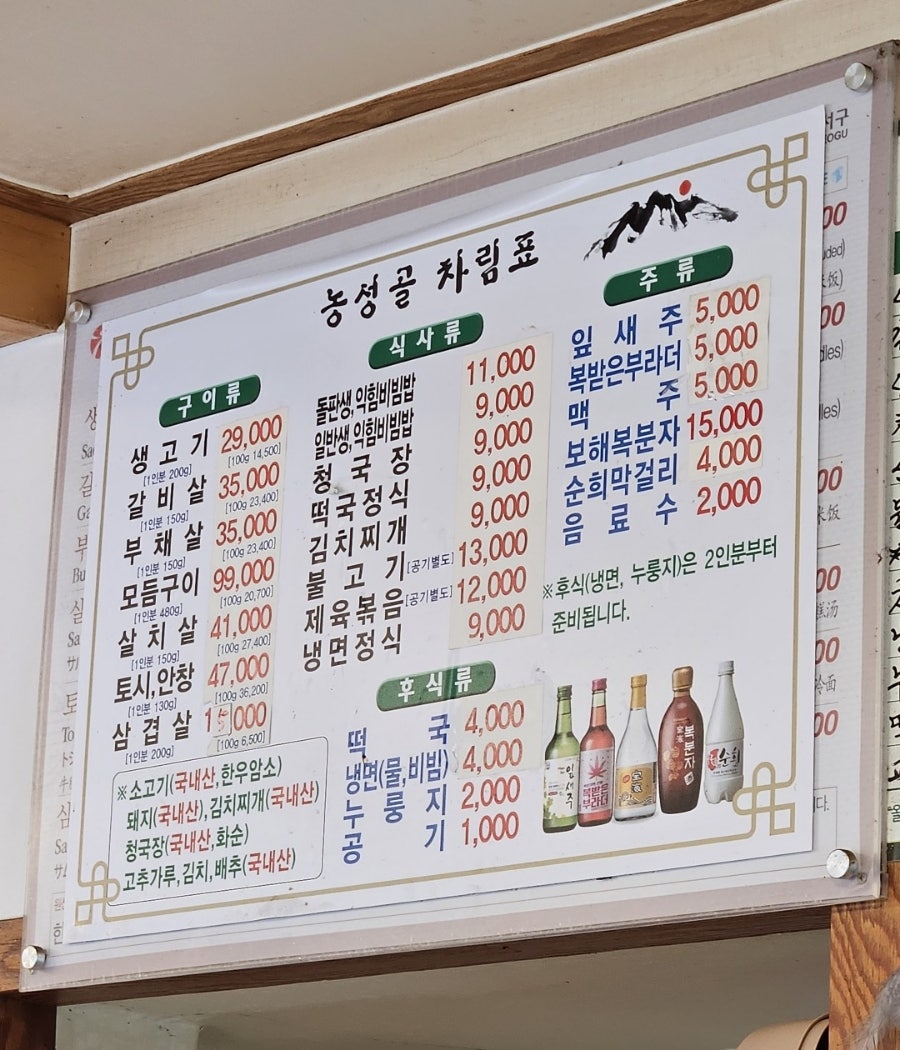 농성골 차림표
구이류
생고기 29,000
[1인분 200g] [100g 14,500]
갈비살 35,000
[1인분 150g] [100g 23,400]
부채살 35,000
[1인분 150g] [100g 23,400]
모듬구이 99,000
[1인분 480g] [100g 20,700]
살치살 41,000
[1인분 150g] [100g 27,400]
토시,안창 47,000
[1인분 130g] [100g 36,200]
삼겹살
[1인분 200g] [100g 6,500]
※소고기(국내산,한우암소)
돼지(국내산),김치찌개(국내산)
청국장(국내산,화순)
고추가루,김치,배추(국내산)
식사류
돌판생,익힘비빔밥 11,000
일반생,익힘비빔밥 9,000
청국장 9,000
떡국정식 9,000
김치찌개 9,000
불고기[공기별도] 13,000
제육볶음[공기별도] 12,000
냉면정식 9,000
후식류
떡국 4,000
냉면(물,비빔) 4,000
누룽지 2,000
공기 1,000
주류
잎새주 5,000
복받은부라더 5,000
맥주 5,000
보해복분자 15,000
순희막걸리 4,000
음료수 2,000
※후식(냉면, 누룽지)은 2인분부터
준비됩니다.
잎새주
복받은
부라더
복분자
순희